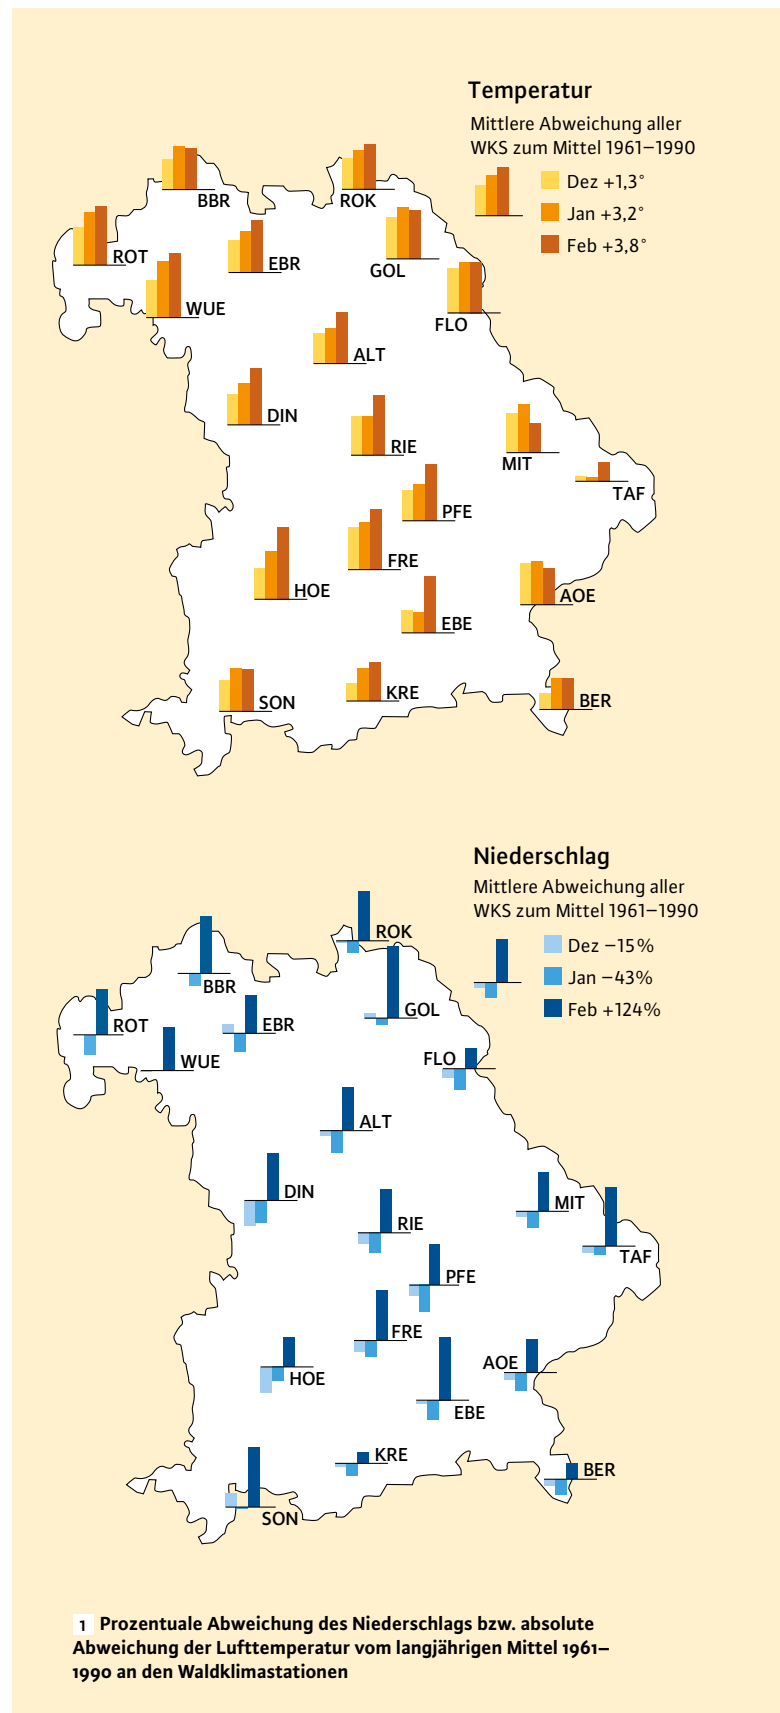 Temperatur
Mittlere Abweichung aller
WKS zum Mittel 1961–1990
Dez +1,3°
Jan +3,2°
Feb +3,8°
BBR
ROK
ROT
EBR
GOL
WUE
FLO
ALT
DIN
RIE
MIT
TAF
PFE
FRE
HOE
AOE
EBE
SON
KRE
BER
Niederschlag
Mittlere Abweichung aller
WKS zum Mittel 1961–1990
Dez −15%
Jan −43%
Feb +124%
ROK
BBR
GOL
ROT
EBR
WUE
FLO
ALT
DIN
MIT
RIE
TAF
PFE
FRE
AOE
HOE
EBE
KRE
BER
SON
1 Prozentuale Abweichung des Niederschlags bzw. absolute
Abweichung der Lufttemperatur vom langjährigen Mittel 1961–
1990 an den Waldklimastationen